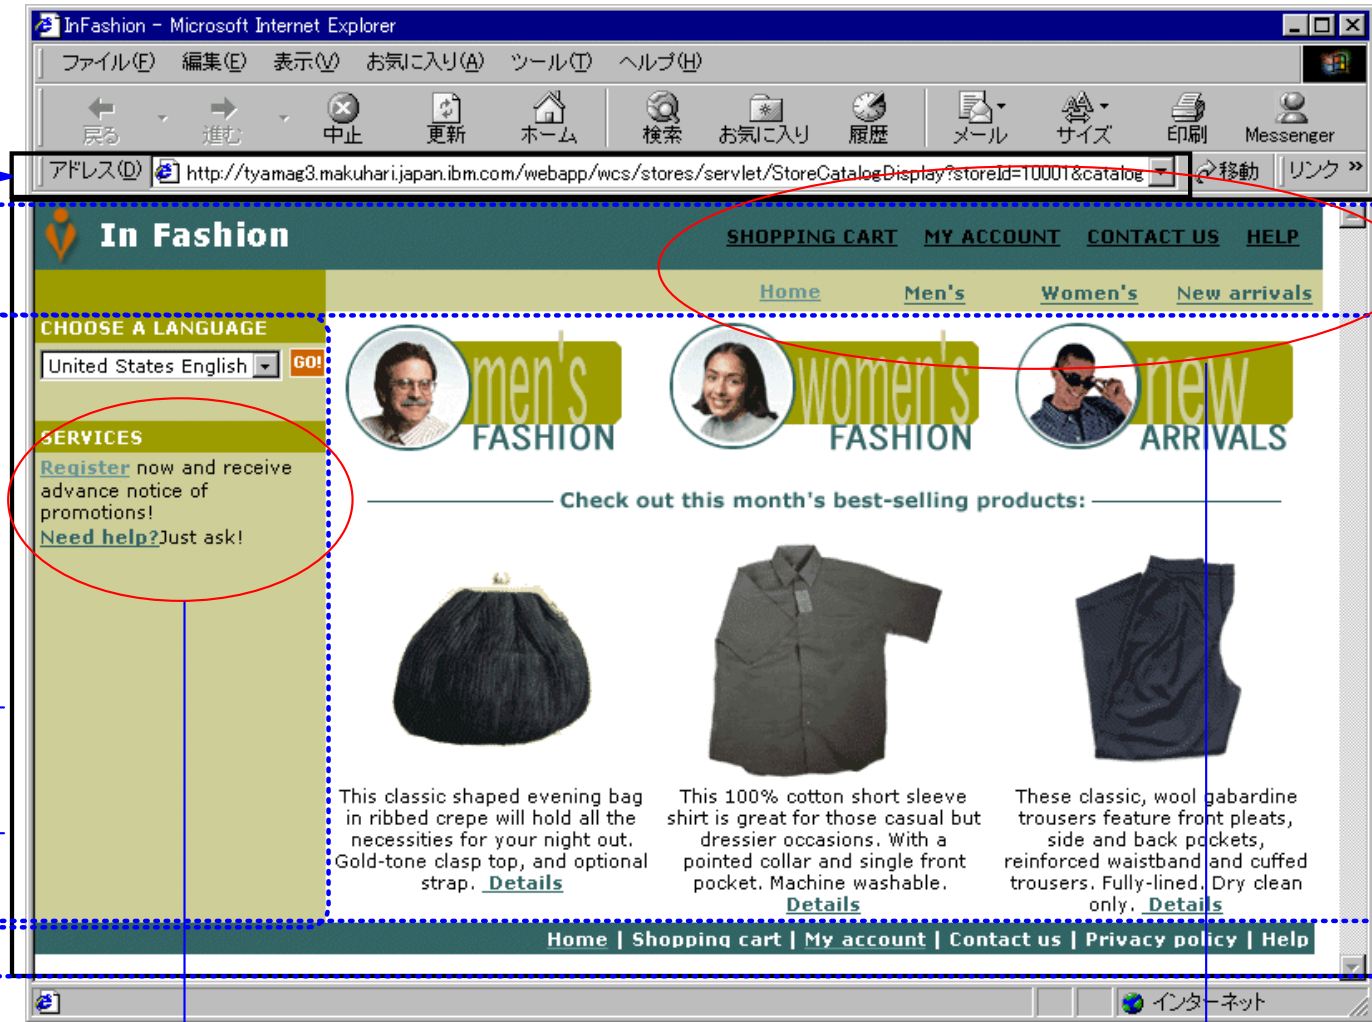 InFashion - Microsoft Internet Explorer
ファイル(F) 編集(E) 表示(V) お気に入り(A) ツール(T) ヘルプ(H)
戻る 進む 中止 更新 ホーム 検索 お気に入り 履歴 メール サイズ 印刷 Messenger
アドレス(D) http://tyamag3.makuhari.japan.ibm.com/webapp/wcs/stores/servlet/StoreCatalogDisplay?storeId=10001&catalog 移動 リンク »
In Fashion
SHOPPING CART MY ACCOUNT CONTACT US HELP
Home Men's Women's New arrivals
CHOOSE A LANGUAGE
United States English GO!
SERVICES
Register now and receive
advance notice of
promotions!
Need help?Just ask!
men's
FASHION
women's
FASHION
new
ARRIVALS
Check out this month's best-selling products:
This classic shaped evening bag
in ribbed crepe will hold all the
necessities for your night out.
Gold-tone clasp top, and optional
strap. Details
This 100% cotton short sleeve
shirt is great for those casual but
dressier occasions. With a
pointed collar and single front
pocket. Machine washable.
Details
These classic, wool gabardine
trousers feature front pleats,
side and back pockets,
reinforced waistband and cuffed
trousers. Fully-lined. Dry clean
only. Details
Home | Shopping cart | My account | Contact us | Privacy policy | Help
インターネット